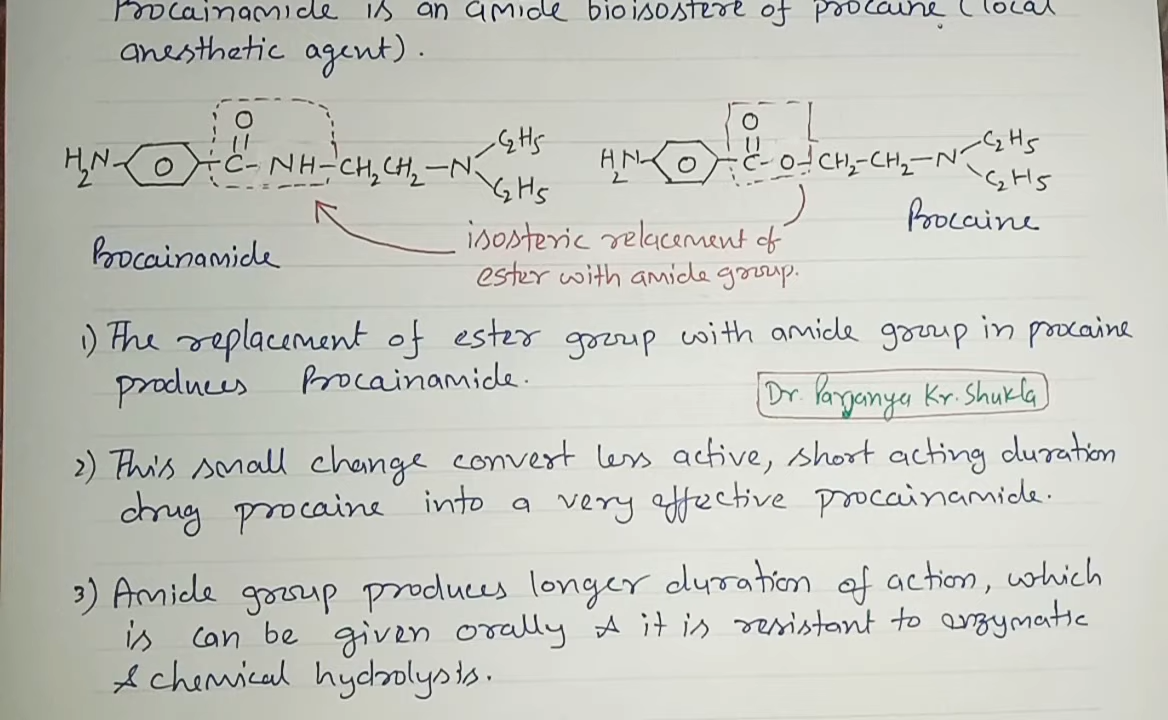 Procainamide is an amide bioisostere of procaine (local
anesthetic agent).
O
||
H₂N-⌬-C-NH-CH₂CH₂-N
C₂H₅
C₂H₅
O
||
H₂N-⌬-C-O-CH₂-CH₂-N
C₂H₅
C₂H₅
Procainamide
isosteric relacement of
ester with amide group.
Procaine
1) The replacement of ester group with amide group in procaine
produces Procainamide.
Dr. Parjanya Kr. Shukla
2) This small change convert less active, short acting duration
drug procaine into a very effective procainamide.
3) Amide group produces longer duration of action, which
is can be given orally & it is resistant to enzymatic
& chemical hydrolysis.